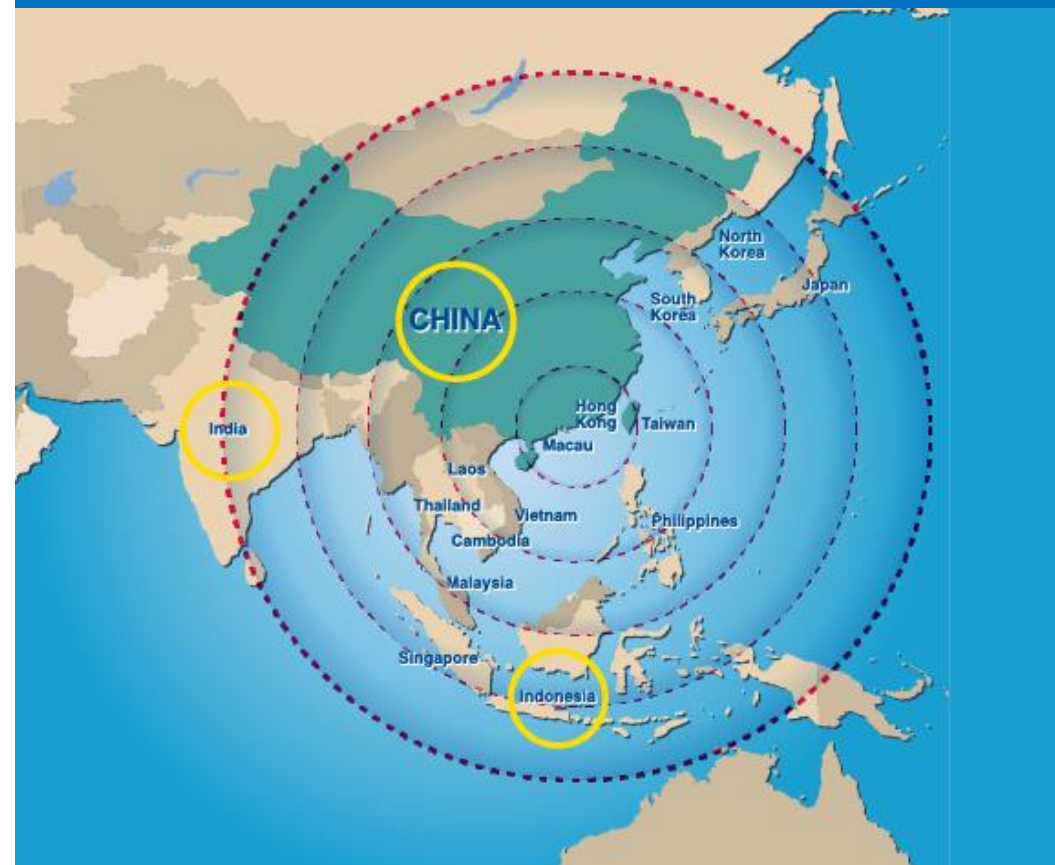 North
Korea
Japan
South
Korea
CHINA
Hong
Kong
Taiwan
India
Macau
Laos
Thailand
Vietnam
Philippines
Cambodia
Malaysia
Singapore
Indonesia